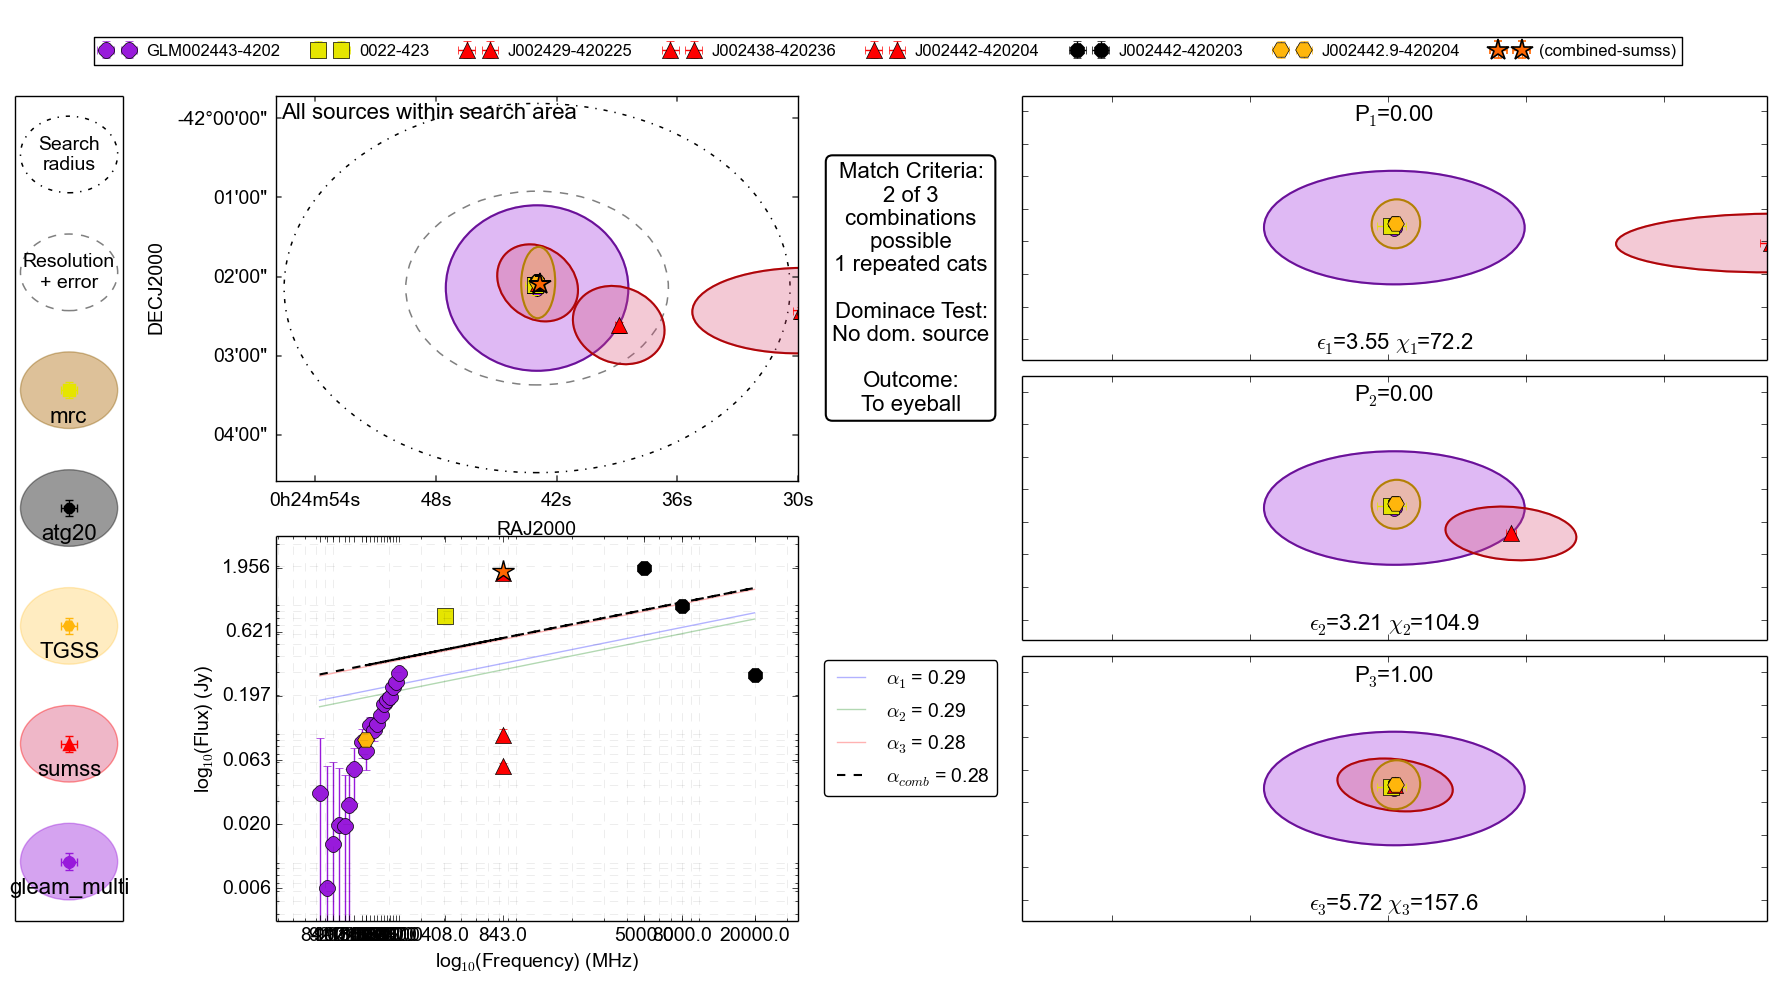 GLM002443-4202 0022-423 J002429-420225 J002438-420236 J002442-420204 J002442-420203 J002442.9-420204 (combined-sumss)
Search
radius
Resolution
+ error
mrc
atg20
TGSS
sumss
gleam_multi
All sources within search area
-42°00'00"
01'00"
02'00"
03'00"
04'00"
DECJ2000
0h24m54s 48s 42s 36s 30s
RAJ2000
Match Criteria:
2 of 3
combinations
possible
1 repeated cats
Dominace Test:
No dom. source
Outcome:
To eyeball
1.956
0.621
0.197
0.063
0.020
0.006
log₁₀(Flux) (Jy)
408.0 843.0 5000.0 8000.0 20000.0
log₁₀(Frequency) (MHz)
α₁ = 0.29
α₂ = 0.29
α₃ = 0.28
α_comb = 0.28
P₁=0.00
ϵ₁=3.55 χ₁=72.2
P₂=0.00
ϵ₂=3.21 χ₂=104.9
P₃=1.00
ϵ₃=5.72 χ₃=157.6